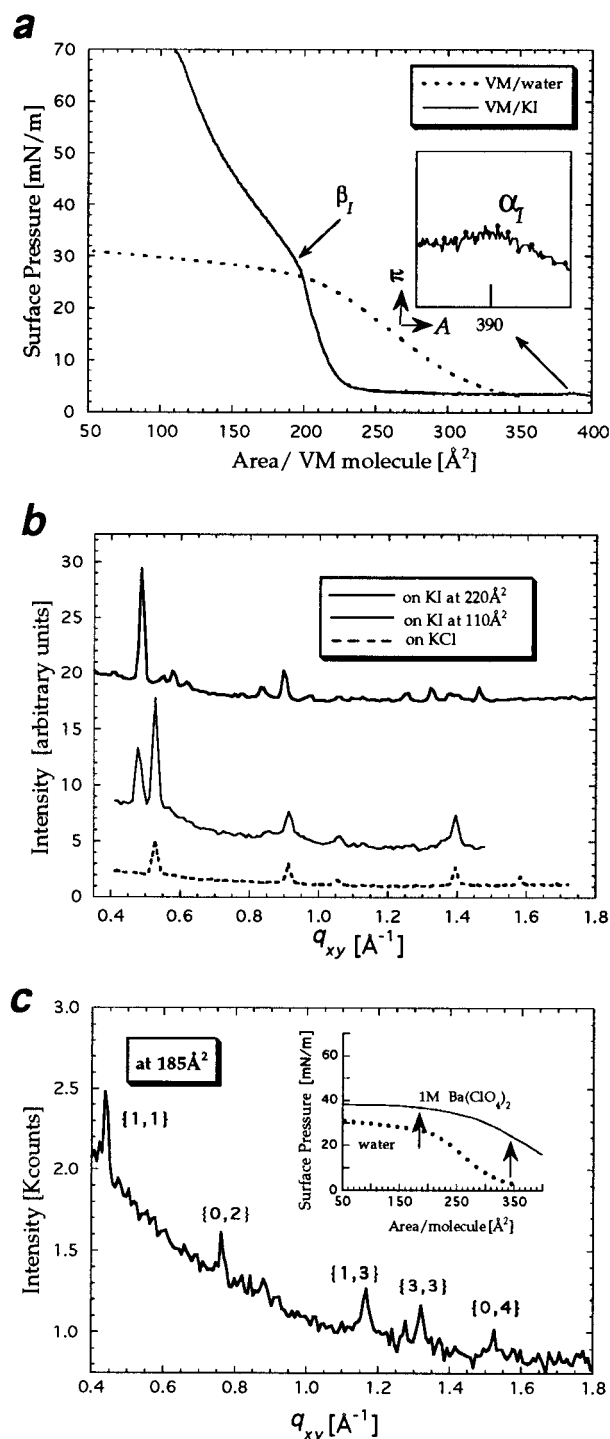 a
70
60
50
40
30
20
10
0
Surface Pressure [mN/m]
VM/water
VM/KI
β_I
α_I
π
A
390
50 100 150 200 250 300 350 400
Area/ VM molecule [Å²]
b
30
25
20
15
10
5
0
Intensity [arbitrary units]
on KI at 220Å²
on KI at 110Å²
on KCl
0.4 0.6 0.8 1.0 1.2 1.4 1.6 1.8
q_xy [Å⁻¹]
c
3.0
2.5
2.0
1.5
1.0
Intensity [Kcounts]
at 185Å²
{1,1}
{0,2}
{1,3}
{3,3}
{0,4}
Surface Pressure [mN/m]
60
40
20
0
1M Ba(ClO₄)₂
water
50 150 250 350
Area/molecule[Å²]
0.4 0.6 0.8 1.0 1.2 1.4 1.6 1.8
q_xy [Å⁻¹]